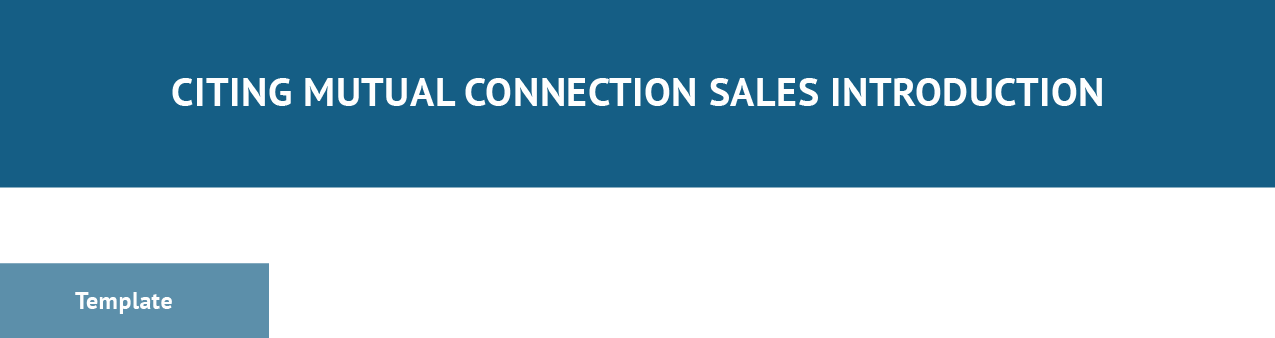 CITING MUTUAL CONNECTION SALES INTRODUCTION
Template